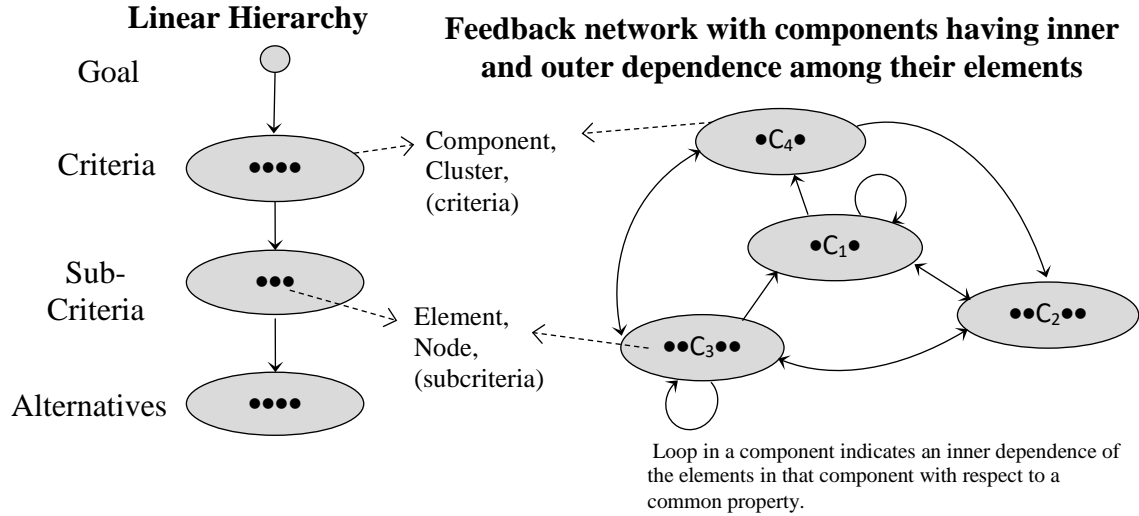 Linear Hierarchy
Goal
Criteria
Sub-
Criteria
Alternatives
Component,
Cluster,
(criteria)
Element,
Node,
(subcriteria)
Feedback network with components having inner
and outer dependence among their elements
•C₄•
•C₁•
••C₂••
••C₃••
Loop in a component indicates an inner dependence of
the elements in that component with respect to a
common property.